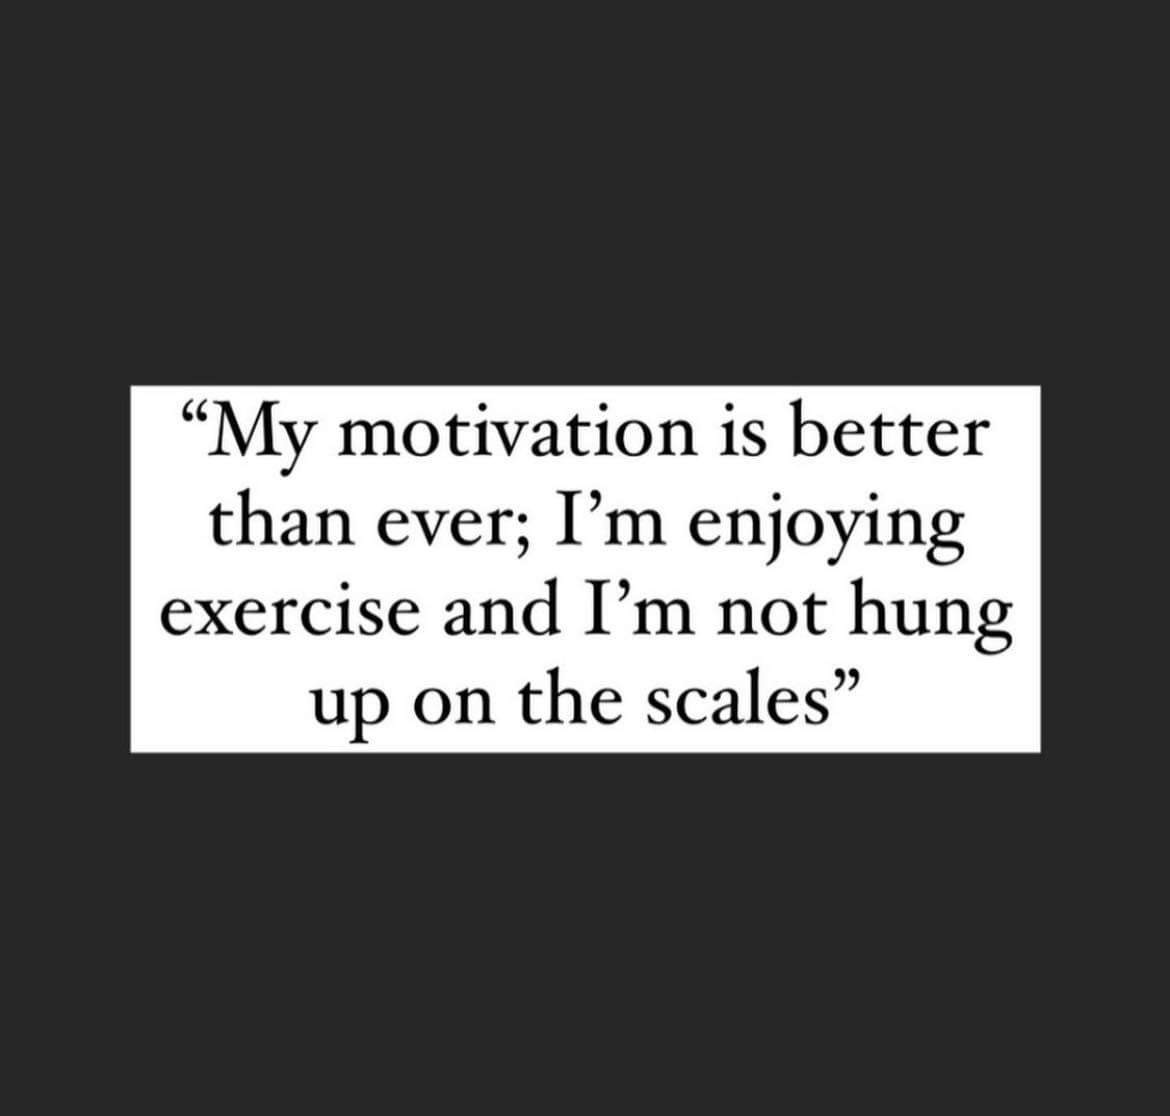 “My motivation is better
than ever; I’m enjoying
exercise and I’m not hung
up on the scales”